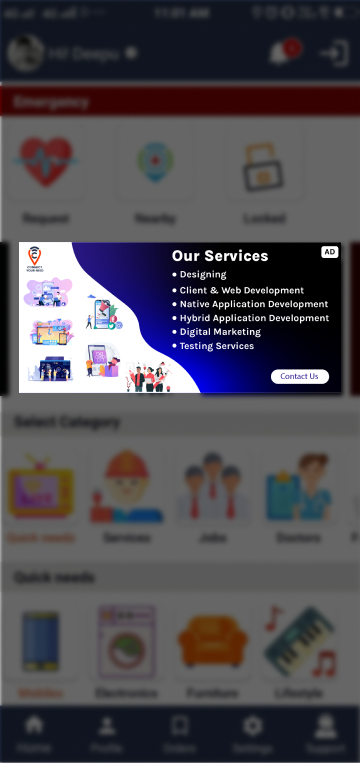 11:01 AM
Hi! Deepu
Emergency
Request
Nearby
Locked
CONNECT
YOUR NEED
Our Services
AD
• Designing
• Client & Web Development
• Native Application Development
• Hybrid Application Development
• Digital Marketing
• Testing Services
Contact Us
Select Category
Quick needs
Services
Jobs
Doctors
Quick needs
Mobiles
Electronics
Furniture
Lifestyle
Home
Profile
Orders
Settings
Support